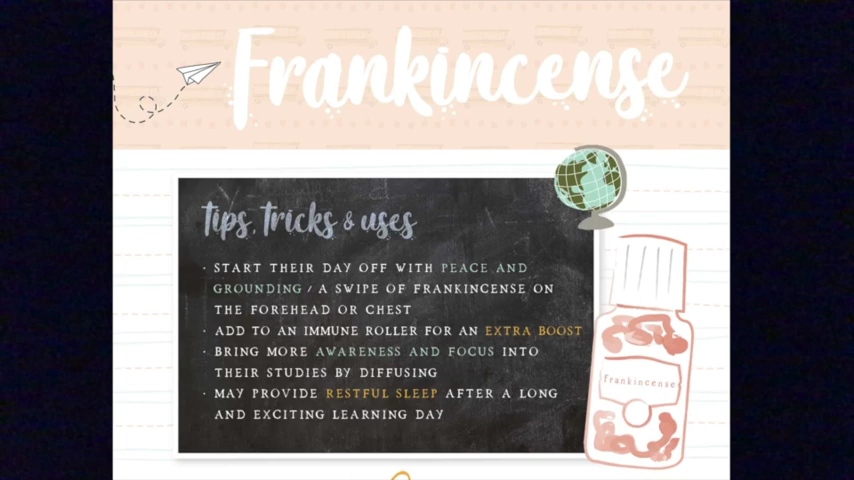 Frankincense
tips, tricks & uses
· START THEIR DAY OFF WITH PEACE AND
GROUNDING / A SWIPE OF FRANKINCENSE ON
THE FOREHEAD OR CHEST
· ADD TO AN IMMUNE ROLLER FOR AN EXTRA BOOST
· BRING MORE AWARENESS AND FOCUS INTO
THEIR STUDIES BY DIFFUSING
· MAY PROVIDE RESTFUL SLEEP AFTER A LONG
AND EXCITING LEARNING DAY
frankincense